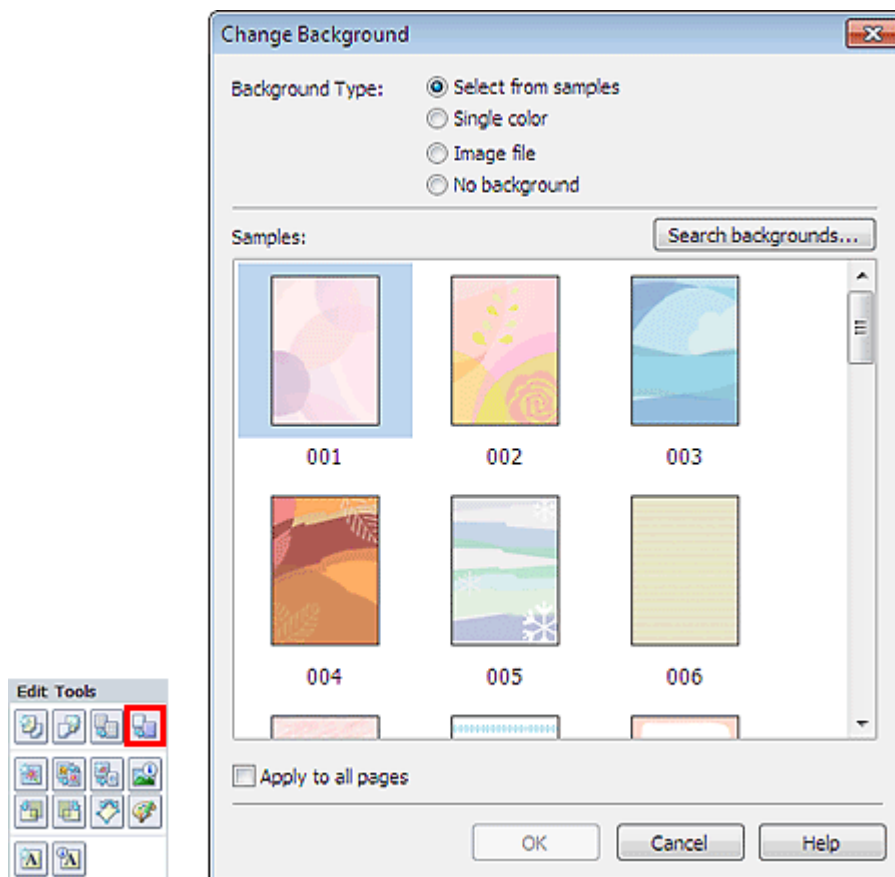 Change Background
Background Type:
Select from samples
Single color
Image file
No background
Samples:
Search backgrounds...
001 002 003
004 005 006
Edit Tools
Apply to all pages
OK Cancel Help
A A